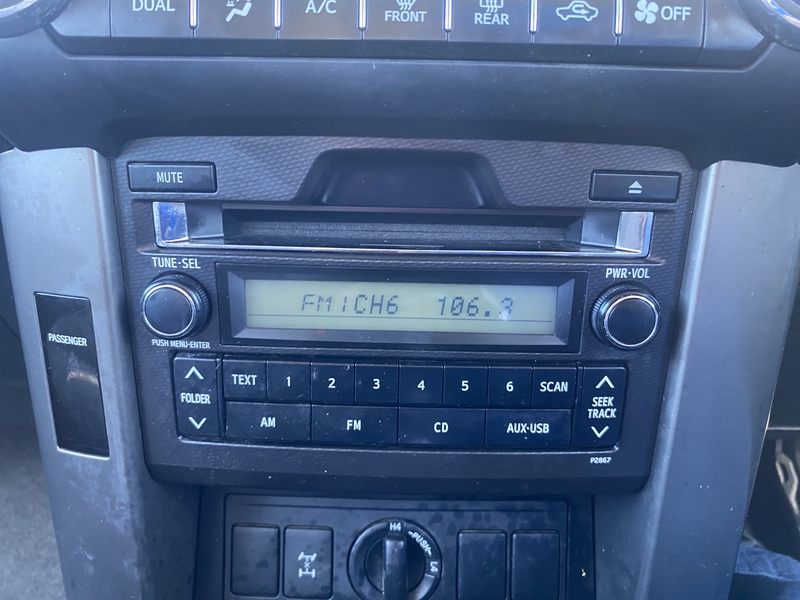 DUAL A/C FRONT REAR OFF
MUTE
TUNE·SEL PWR·VOL
FM1CH6 106.3
PUSH MENU·ENTER
PASSENGER
TEXT 1 2 3 4 5 6 SCAN
FOLDER
SEEK
TRACK
AM FM CD AUX·USB
P2867
H4
PUSH
L4